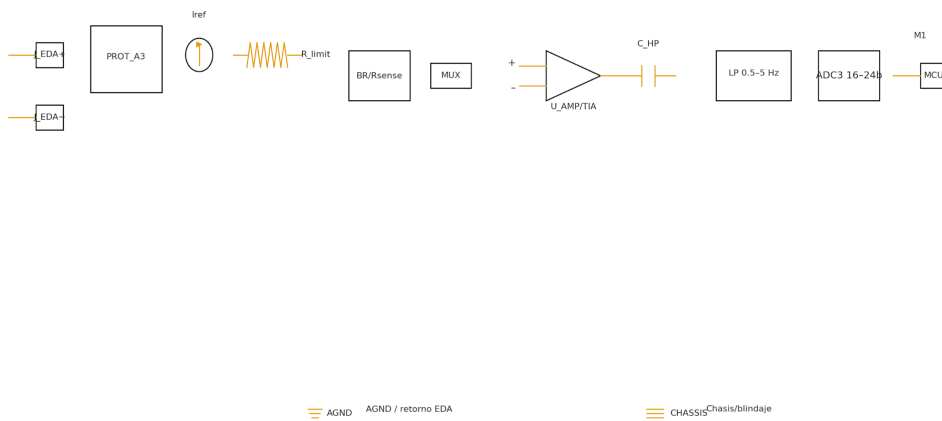 Iref
M1
C_HP
J_EDA+
PROT_A3
R_limit
BR/Rsense
MUX
+
–
U_AMP/TIA
LP 0.5–5 Hz
ADC3 16–24b
MCU
J_EDA−
AGND
AGND / retorno EDA
CHASSIS
Chasis/blindaje